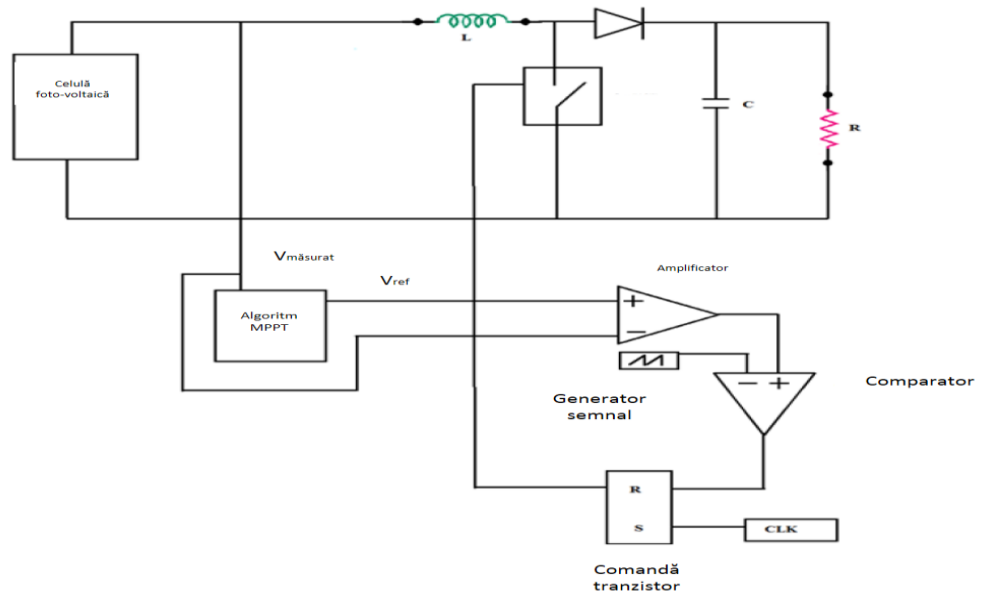 Celulă
foto-voltaică
L
C
R
Vmăsurat
Vref
Amplificator
Algoritm
MPPT
+
−
− +
Comparator
Generator
semnal
R
S
CLK
Comandă
tranzistor